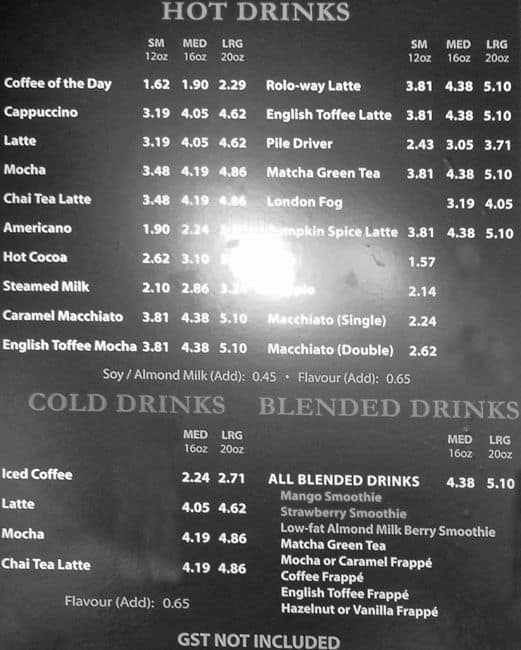 HOT DRINKS
SM MED LRG
12oz 16oz 20oz
Coffee of the Day 1.62 1.90 2.29
Cappuccino 3.19 4.05 4.62
Latte 3.19 4.05 4.62
Mocha 3.48 4.19 4.86
Chai Tea Latte 3.48 4.19 4.86
Americano 1.90 2.24
Hot Cocoa 2.62 3.10
Steamed Milk 2.10 2.86
Caramel Macchiato 3.81 4.38 5.10
English Toffee Mocha 3.81 4.38 5.10
SM MED LRG
12oz 16oz 20oz
Rolo-way Latte 3.81 4.38 5.10
English Toffee Latte 3.81 4.38 5.10
Pile Driver 2.43 3.05 3.71
Matcha Green Tea 3.81 4.38 5.10
London Fog 3.19 4.05
Pumpkin Spice Latte 3.81 4.38 5.10
1.57
2.14
Macchiato (Single) 2.24
Macchiato (Double) 2.62
Soy / Almond Milk (Add): 0.45 • Flavour (Add): 0.65
COLD DRINKS
MED LRG
16oz 20oz
Iced Coffee 2.24 2.71
Latte 4.05 4.62
Mocha 4.19 4.86
Chai Tea Latte 4.19 4.86
Flavour (Add): 0.65
BLENDED DRINKS
MED LRG
16oz 20oz
ALL BLENDED DRINKS 4.38 5.10
Mango Smoothie
Strawberry Smoothie
Low-fat Almond Milk Berry Smoothie
Matcha Green Tea
Mocha or Caramel Frappé
Coffee Frappé
English Toffee Frappé
Hazelnut or Vanilla Frappé
GST NOT INCLUDED